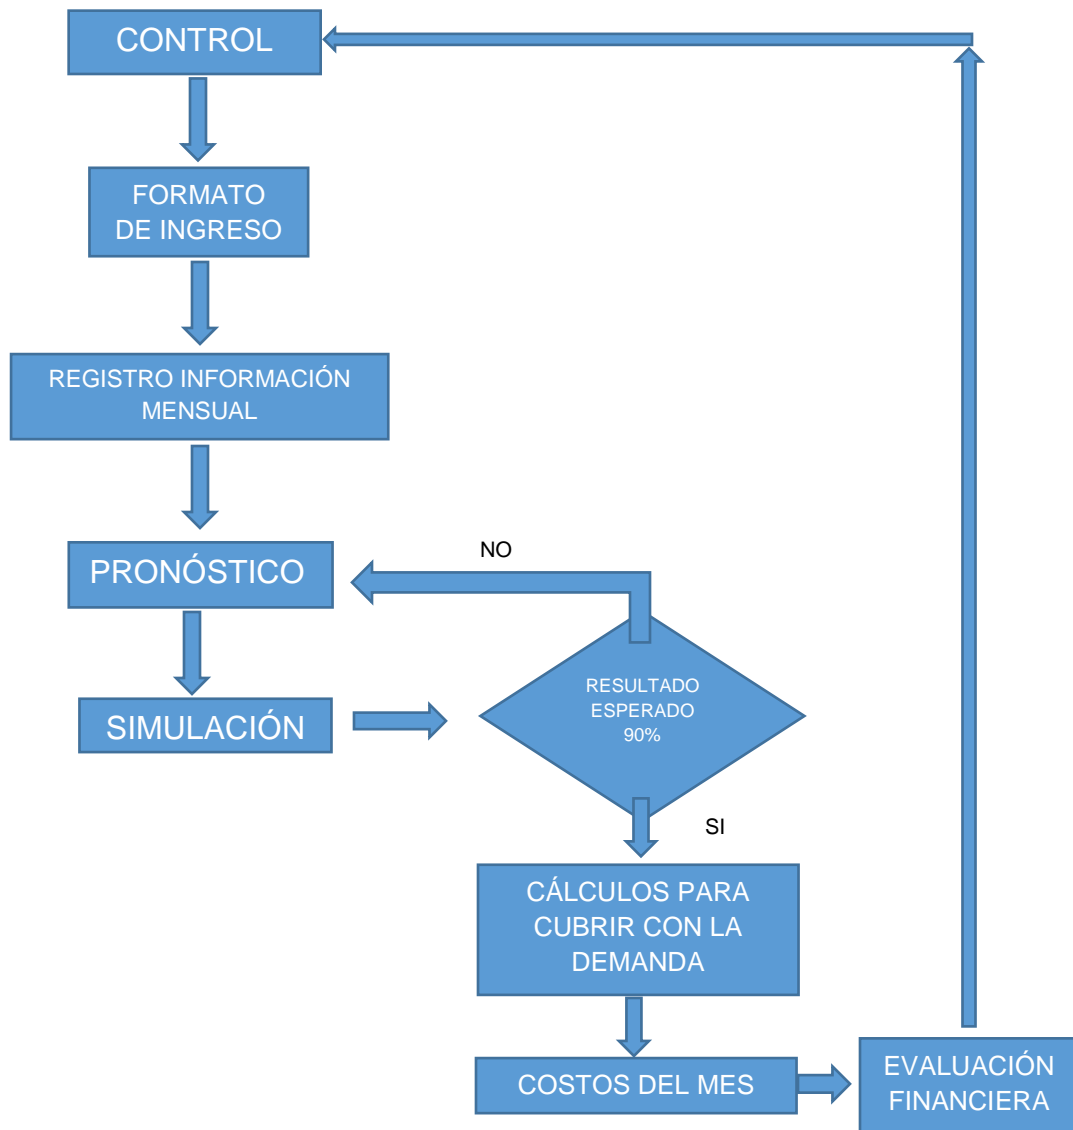 CONTROL
FORMATO
DE INGRESO
REGISTRO INFORMACIÓN
MENSUAL
NO
PRONÓSTICO
RESULTADO
ESPERADO
90%
SIMULACIÓN
SI
CÁLCULOS PARA
CUBRIR CON LA
DEMANDA
COSTOS DEL MES
EVALUACIÓN
FINANCIERA